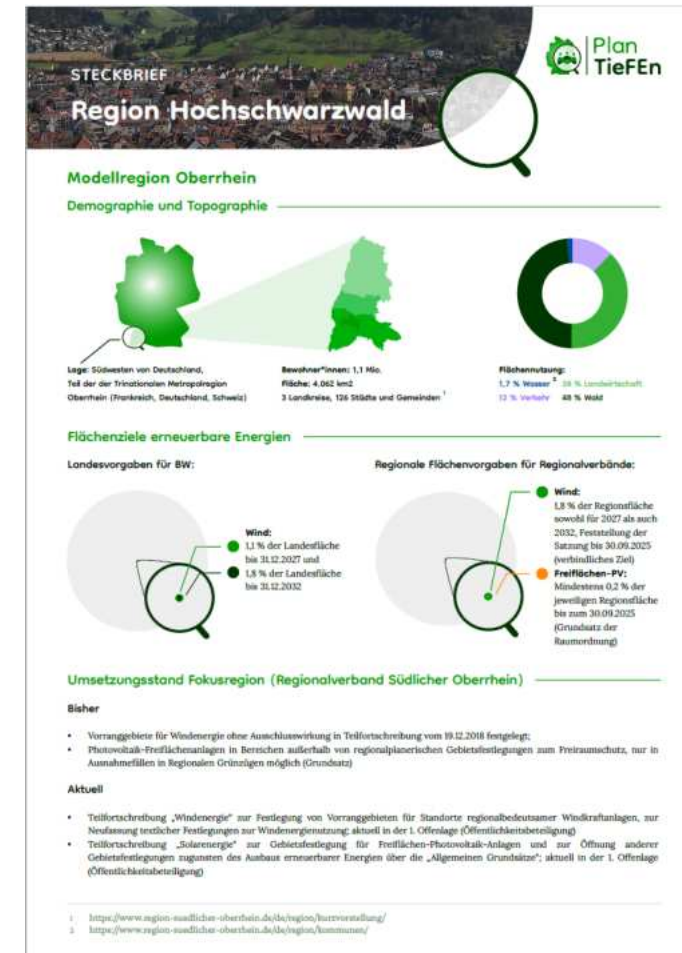 Plan
TieFEn
STECKBRIEF
Region Hochschwarzwald
Modellregion Oberrhein
Demographie und Topographie
Lage: Südwesten von Deutschland,
Teil der der Trinationalen Metropolregion
Oberrhein (Frankreich, Deutschland, Schweiz)
Bewohner*innen: 1,1 Mio.
Fläche: 4.062 km2
3 Landkreise, 126 Städte und Gemeinden 1
Flächennutzung:
1,7 % Wasser 2 38 % Landwirtschaft
12 % Verkehr 48 % Wald
Flächenziele erneuerbare Energien
Landesvorgaben für BW:
Wind:
1,1 % der Landesfläche
bis 31.12.2027 und
1,8 % der Landesfläche
bis 31.12.2032
Regionale Flächenvorgaben für Regionalverbände:
Wind:
1,8 % der Regionsfläche
sowohl für 2027 als auch
2032, Feststellung der
Satzung bis 30.09.2025
(verbindliches Ziel)
Freiflächen-PV:
Mindestens 0,2 % der
jeweiligen Regionsfläche
bis zum 30.09.2025
(Grundsatz der
Raumordnung)
Umsetzungsstand Fokusregion (Regionalverband Südlicher Oberrhein)
Bisher
• Vorranggebiete für Windenergie ohne Ausschlusswirkung in Teilfortschreibung vom 19.12.2018 festgelegt;
• Photovoltaik-Freiflächenanlagen in Bereichen außerhalb von regionalplanerischen Gebietsfestlegungen zum Freiraumschutz, nur in
Ausnahmefällen in Regionalen Grünzügen möglich (Grundsatz)
Aktuell
• Teilfortschreibung „Windenergie" zur Festlegung von Vorranggebieten für Standorte regionalbedeutsamer Windkraftanlagen, zur
Neufassung textlicher Festlegungen zur Windenergienutzung; aktuell in der 1. Offenlage (Öffentlichkeitsbeteiligung)
• Teilfortschreibung „Solarenergie" zur Gebietsfestlegung für Freiflächen-Photovoltaik-Anlagen und zur Öffnung anderer
Gebietsfestlegungen zugunsten des Ausbaus erneuerbarer Energien über die „Allgemeinen Grundsätze"; aktuell in der 1. Offenlage
(Öffentlichkeitsbeteiligung)
1 https://www.region-suedlicher-oberrhein.de/de/region/kurzvorstellung/
2 https://www.region-suedlicher-oberrhein.de/de/region/kommunen/